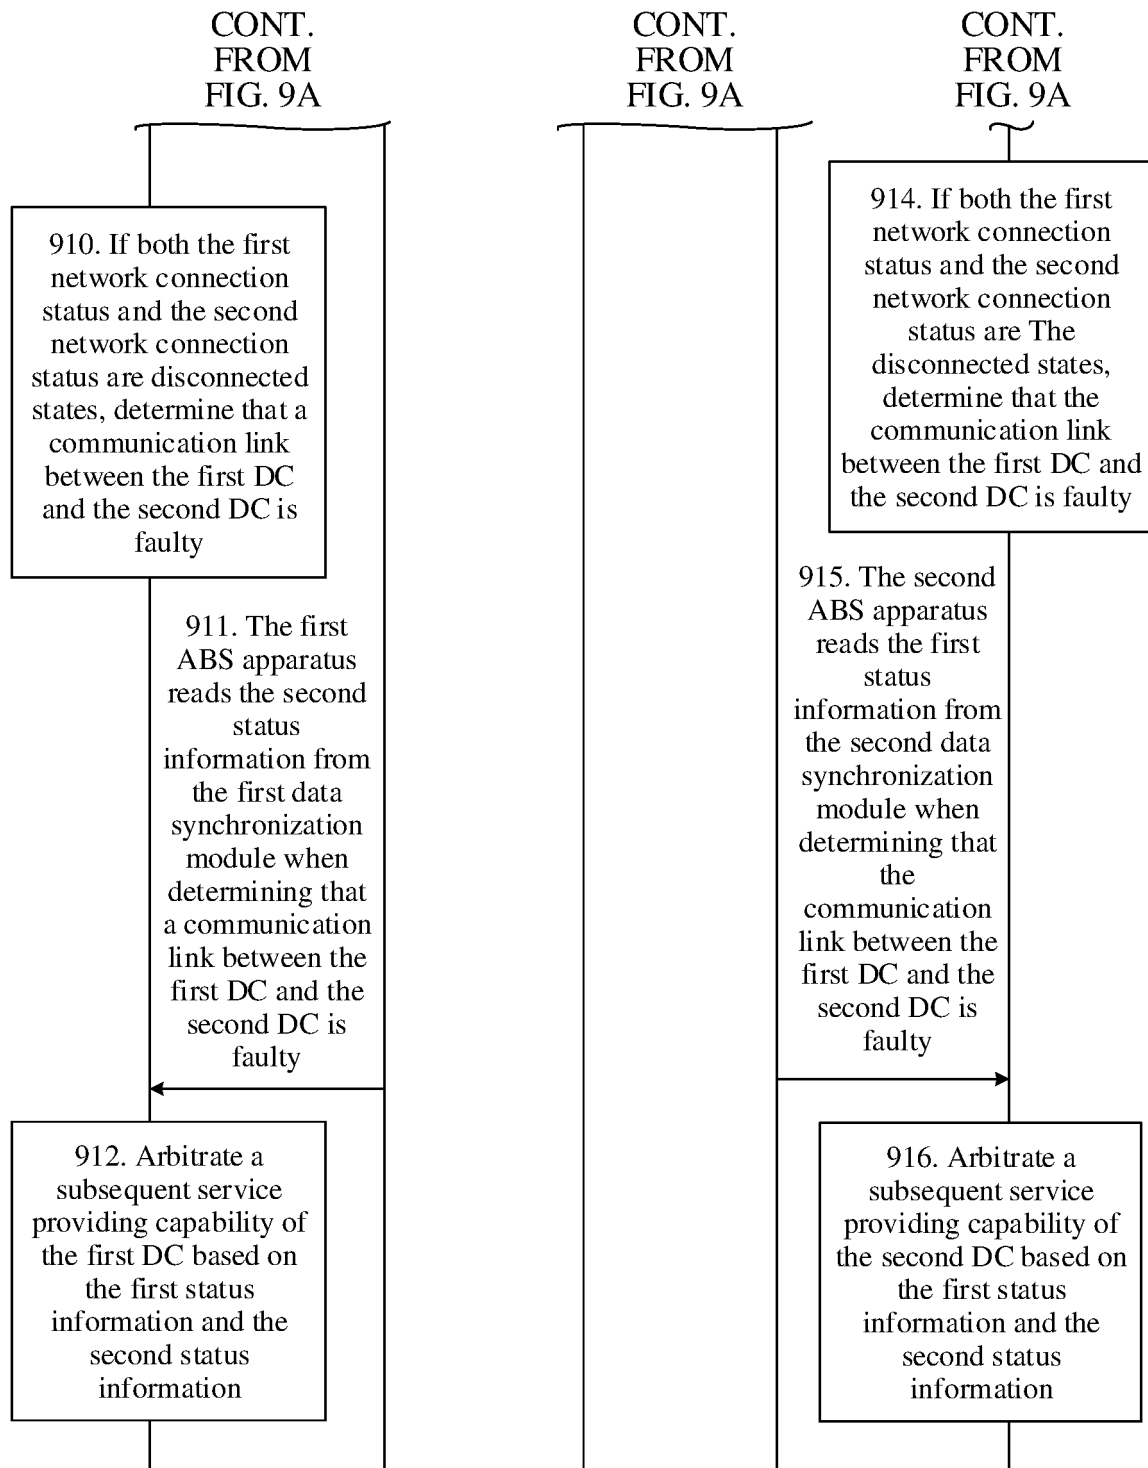 CONT.
FROM
FIG. 9A
CONT.
FROM
FIG. 9A
CONT.
FROM
FIG. 9A
910. If both the first
network connection
status and the second
network connection
status are disconnected
states, determine that a
communication link
between the first DC
and the second DC is
faulty
911. The first
ABS apparatus
reads the second
status
information from
the first data
synchronization
module when
determining that
a communication
link between the
first DC and the
second DC is
faulty
912. Arbitrate a
subsequent service
providing capability of
the first DC based on
the first status
information and the
second status
information
914. If both the first
network connection
status and the second
network connection
status are The
disconnected states,
determine that the
communication link
between the first DC and
the second DC is faulty
915. The second
ABS apparatus
reads the first
status
information from
the second data
synchronization
module when
determining that
the
communication
link between the
first DC and the
second DC is
faulty
916. Arbitrate a
subsequent service
providing capability of
the second DC based on
the first status
information and the
second status
information